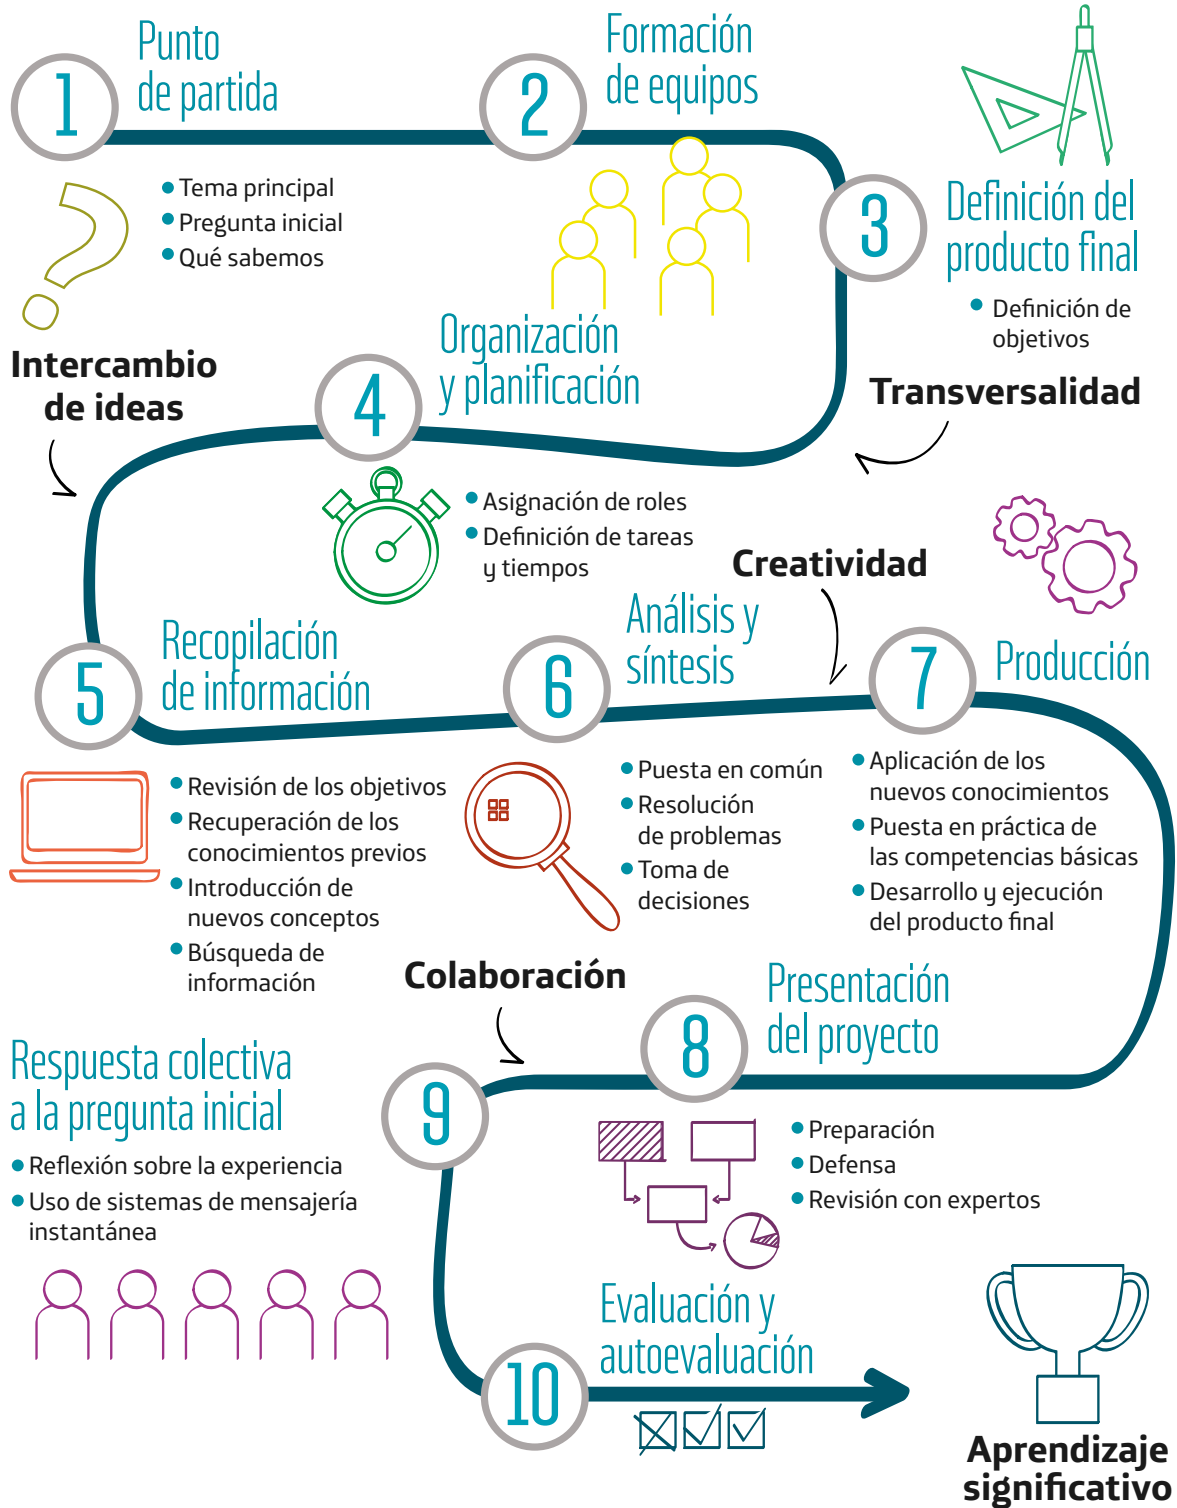 1
Punto
de partida
Tema principal
Pregunta inicial
Qué sabemos
2
Formación
de equipos
3
Definición del
producto final
Definición de
objetivos
Transversalidad
4
Organización
y planificación
Asignación de roles
Definición de tareas
y tiempos
Intercambio
de ideas
5
Recopilación
de información
Revisión de los objetivos
Recuperación de los
conocimientos previos
Introducción de
nuevos conceptos
Búsqueda de
información
6
Análisis y
síntesis
Puesta en común
Resolución
de problemas
Toma de
decisiones
Creatividad
7
Producción
Aplicación de los
nuevos conocimientos
Puesta en práctica de
las competencias básicas
Desarrollo y ejecución
del producto final
8
Presentación
del proyecto
Preparación
Defensa
Revisión con expertos
Colaboración
9
Respuesta colectiva
a la pregunta inicial
Reflexión sobre la experiencia
Uso de sistemas de mensajería
instantánea
10
Evaluación y
autoevaluación
Aprendizaje
significativo